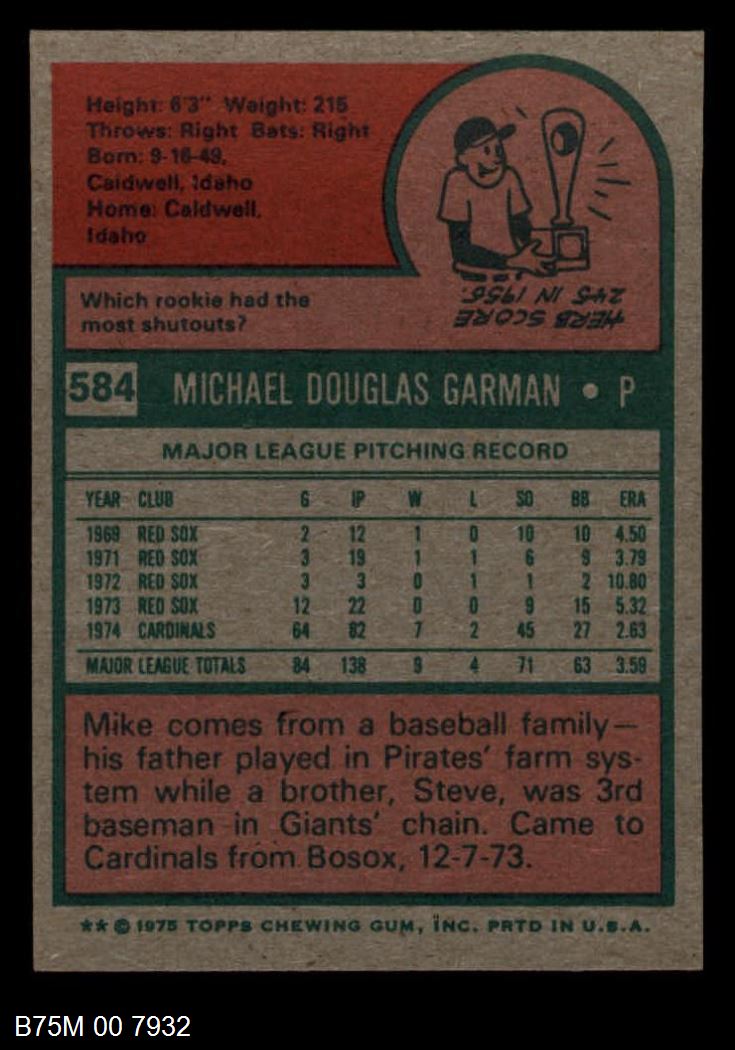 Height: 6'3" Weight: 215
Throws: Right Bats: Right
Born: 9-16-49,
Caldwell, Idaho
Home: Caldwell,
Idaho
HERB SCORE
245 IN 1955.
Which rookie had the
most shutouts?
584 MICHAEL DOUGLAS GARMAN • P
MAJOR LEAGUE PITCHING RECORD
YEAR CLUB G IP W L SO BB ERA
1969 RED SOX 2 12 1 0 10 10 4.50
1971 RED SOX 3 19 1 1 6 9 3.79
1972 RED SOX 3 3 0 1 1 2 10.80
1973 RED SOX 12 22 0 0 9 15 5.32
1974 CARDINALS 64 82 7 2 45 27 2.63
MAJOR LEAGUE TOTALS 84 138 9 4 71 63 3.59
Mike comes from a baseball family—
his father played in Pirates' farm sys-
tem while a brother, Steve, was 3rd
baseman in Giants' chain. Came to
Cardinals from Bosox, 12-7-73.
** © 1975 TOPPS CHEWING GUM, INC. PRTD IN U.S.A.
B75M 00 7932